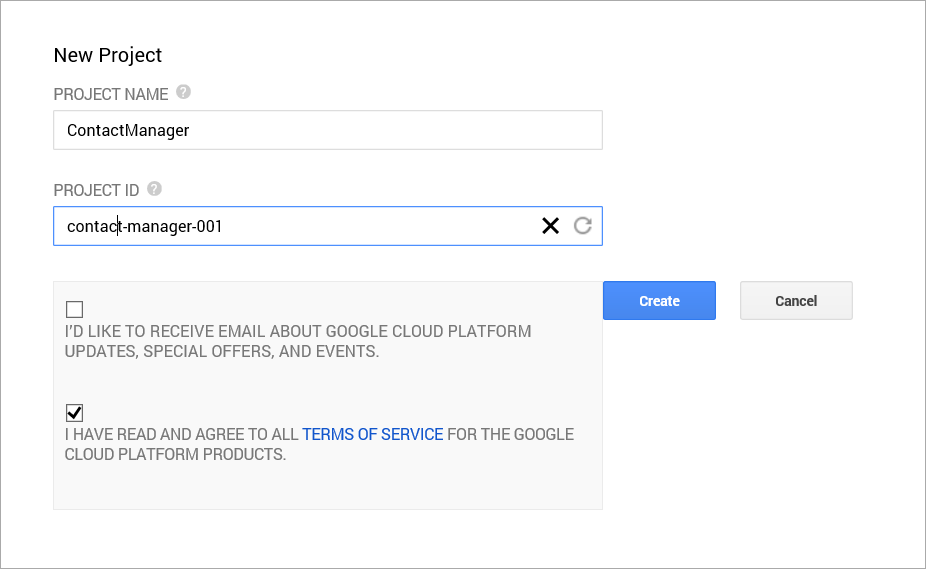 New Project
PROJECT NAME ?
ContactManager
PROJECT ID ?
contact-manager-001
Create
Cancel
I'D LIKE TO RECEIVE EMAIL ABOUT GOOGLE CLOUD PLATFORM
UPDATES, SPECIAL OFFERS, AND EVENTS.
I HAVE READ AND AGREE TO ALL TERMS OF SERVICE FOR THE GOOGLE
CLOUD PLATFORM PRODUCTS.